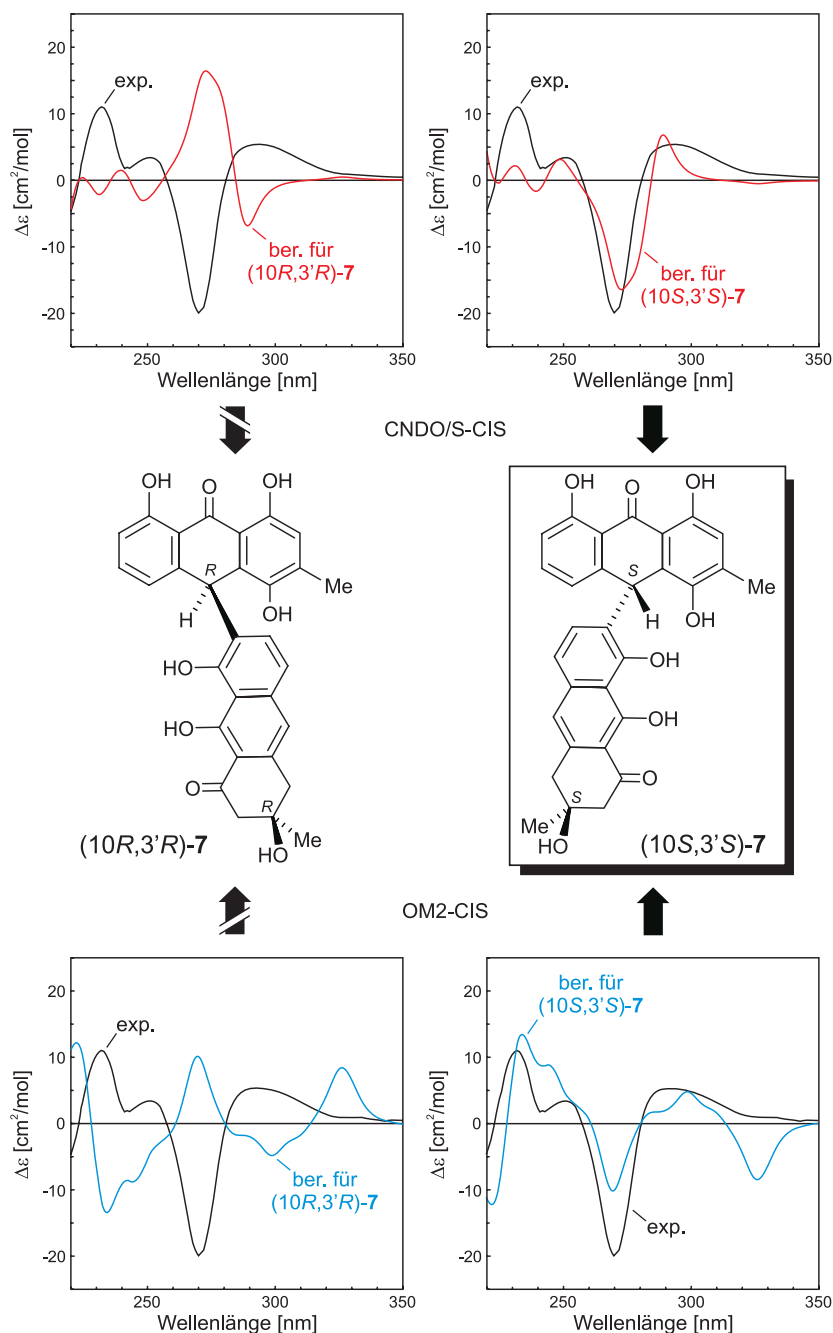 20
10
0
-10
-20
Δε [cm²/mol]
exp.
ber. für
(10R,3'R)-7
250
300
350
Wellenlänge [nm]
20
10
0
-10
-20
Δε [cm²/mol]
exp.
ber. für
(10S,3'S)-7
250
300
350
Wellenlänge [nm]
CNDO/S-CIS
OH
O
OH
R
Me
H
OH
HO
HO
O
R
Me
HO
(10R,3'R)-7
OH
O
OH
S
Me
H
OH
OH
OH
O
S
Me
HO
(10S,3'S)-7
OM2-CIS
20
10
0
-10
-20
Δε [cm²/mol]
exp.
ber. für
(10R,3'R)-7
250
300
350
Wellenlänge [nm]
20
10
0
-10
-20
Δε [cm²/mol]
ber. für
(10S,3'S)-7
exp.
250
300
350
Wellenlänge [nm]